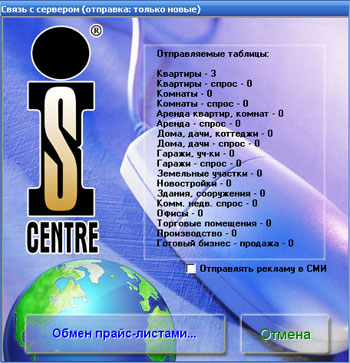 Связь с сервером (отправка: только новые)
®
iS
CENTRE
Отправляемые таблицы:
Квартиры - 3
Квартиры - спрос - 0
Комнаты - 0
Комнаты - спрос - 0
Аренда квартир, комнат - 0
Аренда - спрос - 0
Дома, дачи, коттеджи - 0
Дома, дачи - спрос - 0
Гаражи, уч-ки - 0
Гаражи - спрос - 0
Земельные участки - 0
Новостройки - 0
Здания, сооружения - 0
Комм. недв. спрос - 0
Офисы - 0
Торговые помещения - 0
Производство - 0
Готовый бизнес - продажа - 0
Отправлять рекламу в СМИ
Обмен прайс-листами...
Отмена